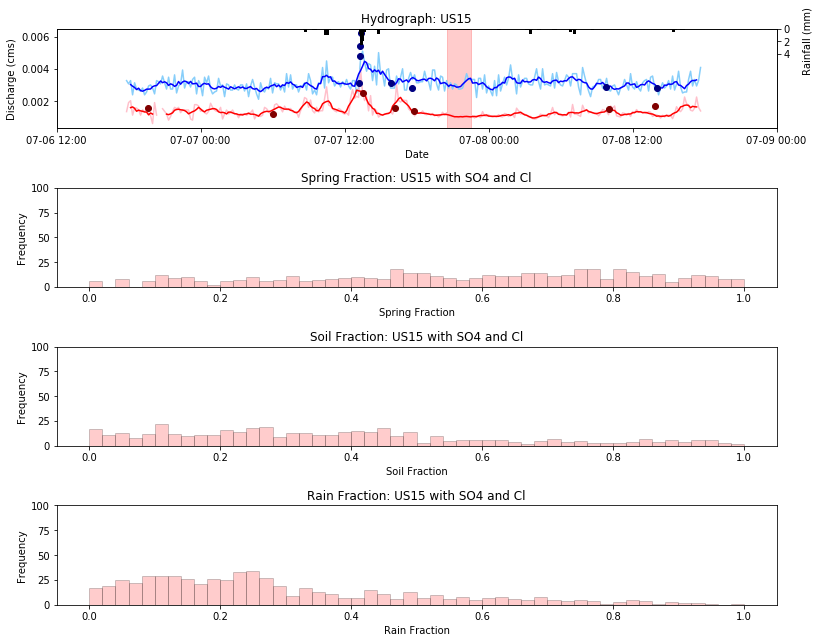 Hydrograph: US15
0.006
0.004
0.002
Discharge (cms)
0
2
4
Rainfall (mm)
07-06 12:00 07-07 00:00 07-07 12:00 07-08 00:00 07-08 12:00 07-09 00:00
Date
Spring Fraction: US15 with SO4 and Cl
100
75
50
25
0
Frequency
0.0 0.2 0.4 0.6 0.8 1.0
Spring Fraction
Soil Fraction: US15 with SO4 and Cl
100
75
50
25
0
Frequency
0.0 0.2 0.4 0.6 0.8 1.0
Soil Fraction
Rain Fraction: US15 with SO4 and Cl
100
75
50
25
0
Frequency
0.0 0.2 0.4 0.6 0.8 1.0
Rain Fraction